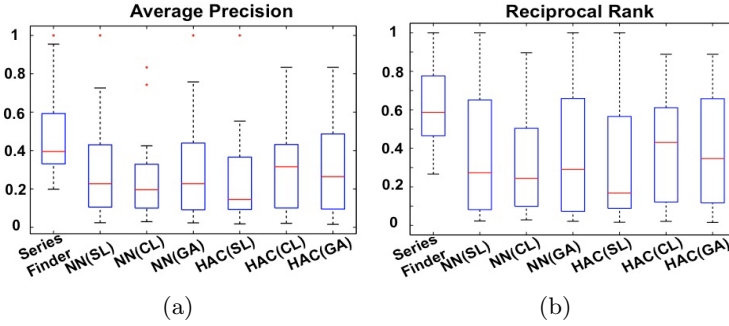 Average Precision
1
0.8
0.6
0.4
0.2
0
Series Finder
NN(SL)
NN(CL)
NN(GA)
HAC(SL)
HAC(CL)
HAC(GA)
(a)
Reciprocal Rank
1
0.8
0.6
0.4
0.2
0
Series Finder
NN(SL)
NN(CL)
NN(GA)
HAC(SL)
HAC(CL)
HAC(GA)
(b)